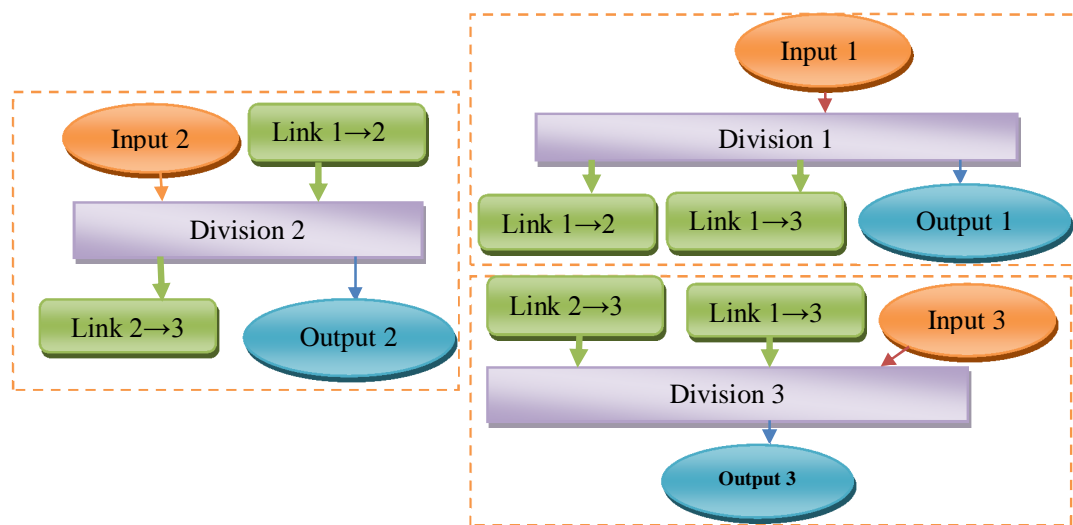 Input 2
Link 1→2
Division 2
Link 2→3
Output 2
Input 1
Division 1
Link 1→2
Link 1→3
Output 1
Link 2→3
Link 1→3
Input 3
Division 3
Output 3